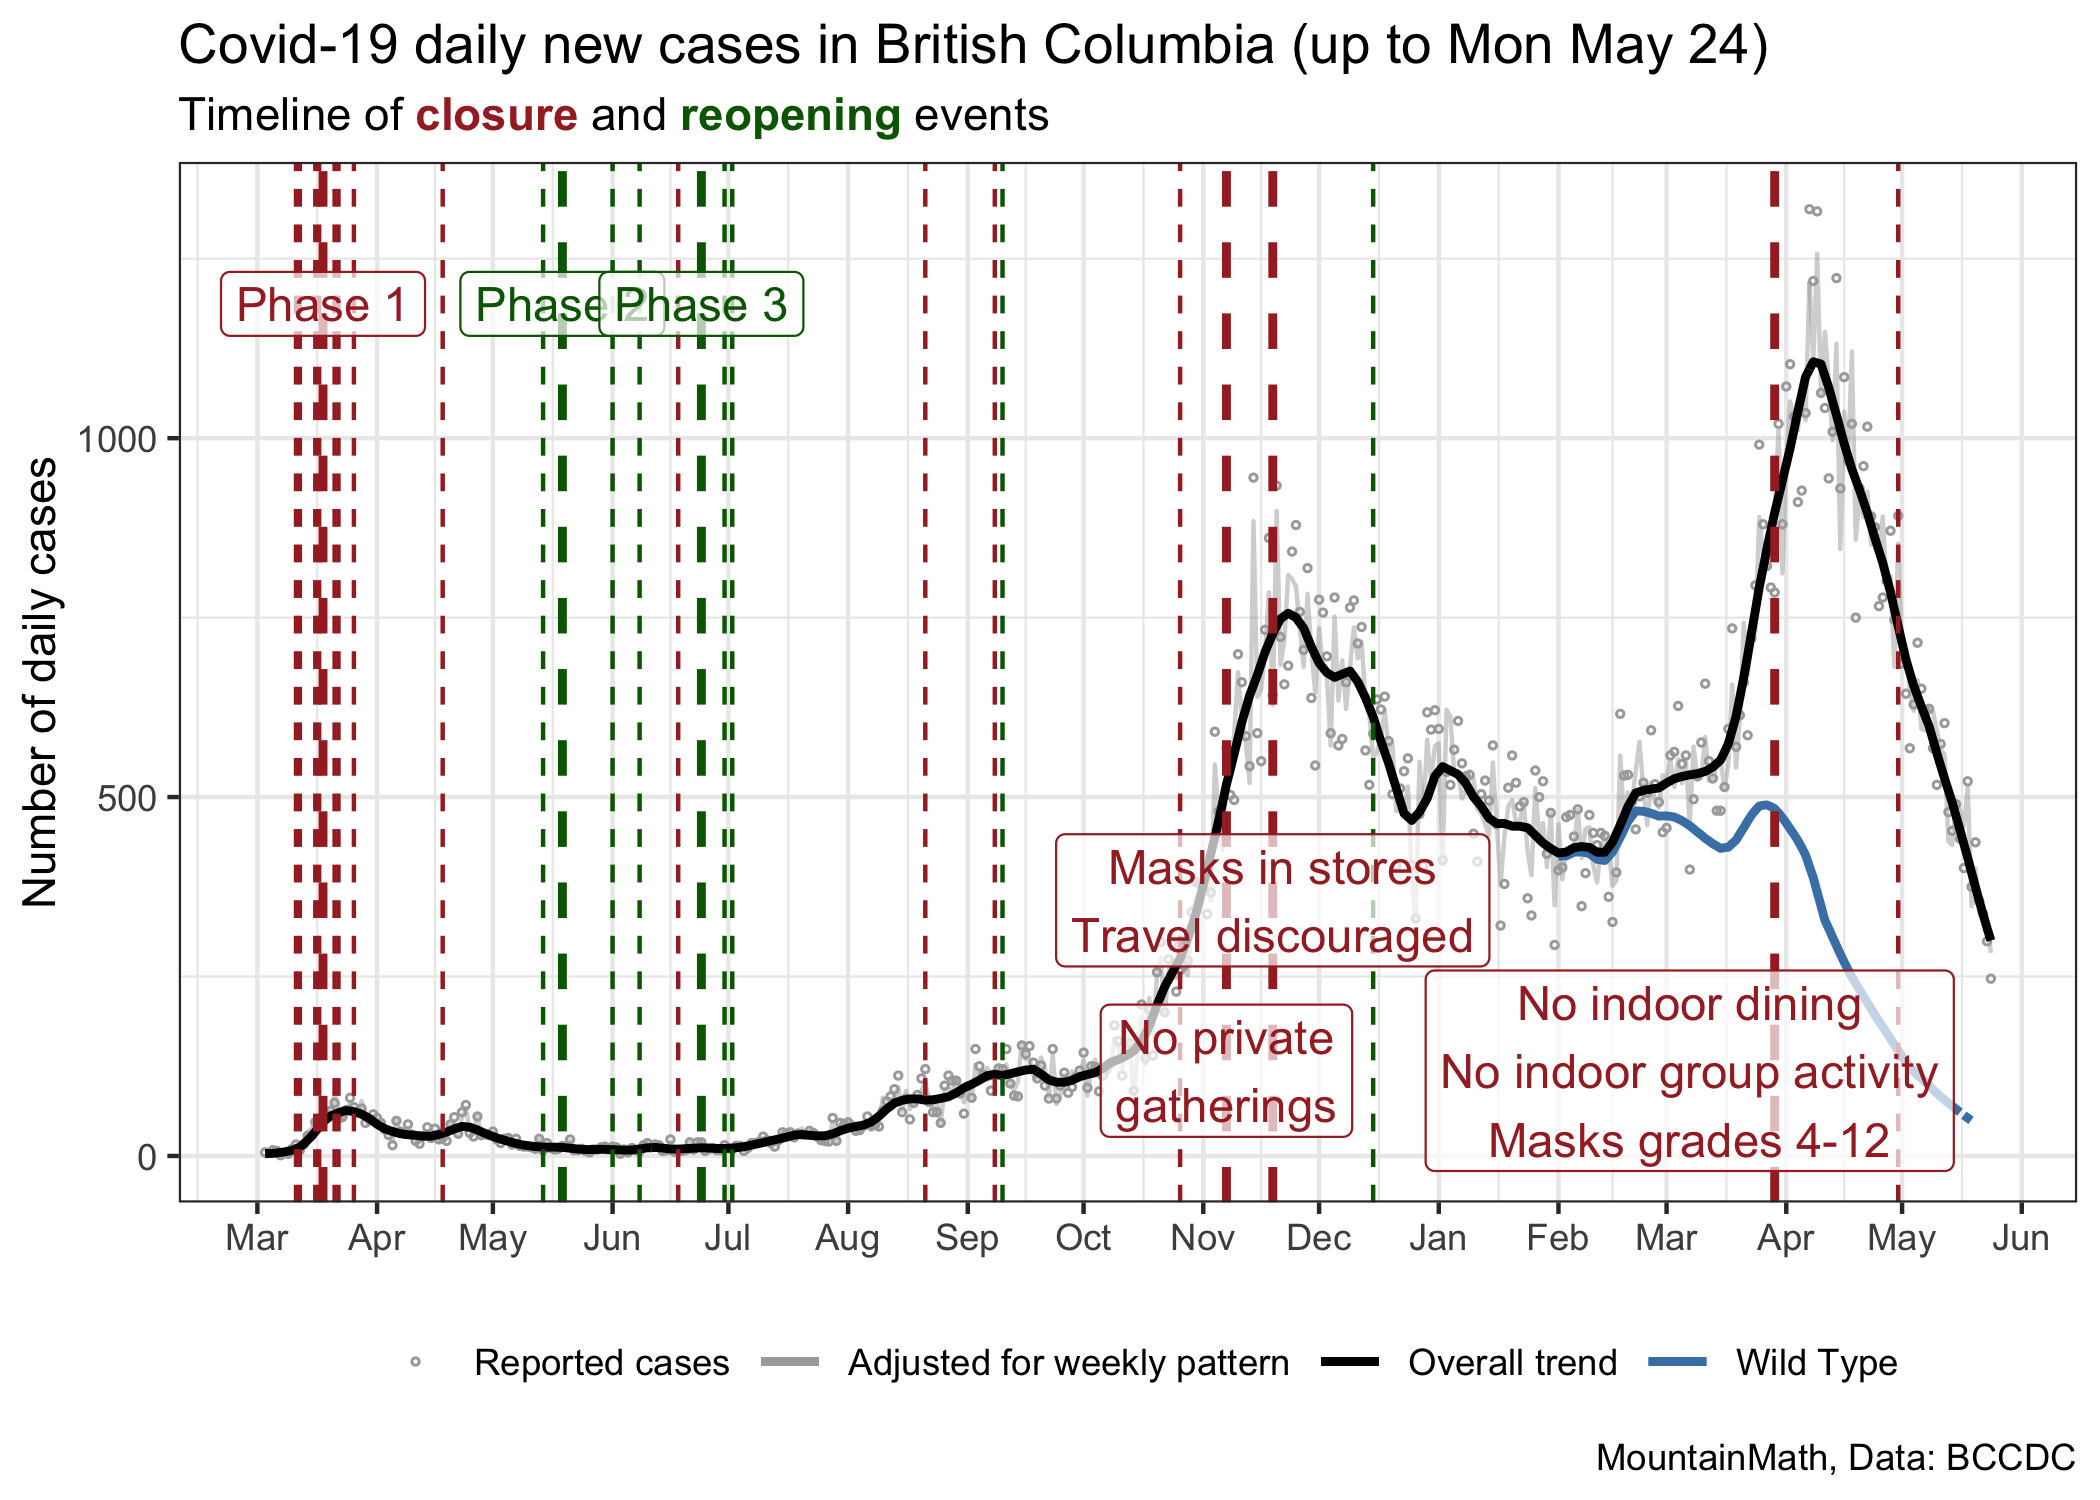 Covid-19 daily new cases in British Columbia (up to Mon May 24)
Timeline of closure and reopening events
Number of daily cases
1000
500
0
Phase 1
Phase 2
Phase 3
Masks in stores
Travel discouraged
No private
gatherings
No indoor dining
No indoor group activity
Masks grades 4-12
Mar Apr May Jun Jul Aug Sep Oct Nov Dec Jan Feb Mar Apr May Jun
Reported cases Adjusted for weekly pattern Overall trend Wild Type
MountainMath, Data: BCCDC